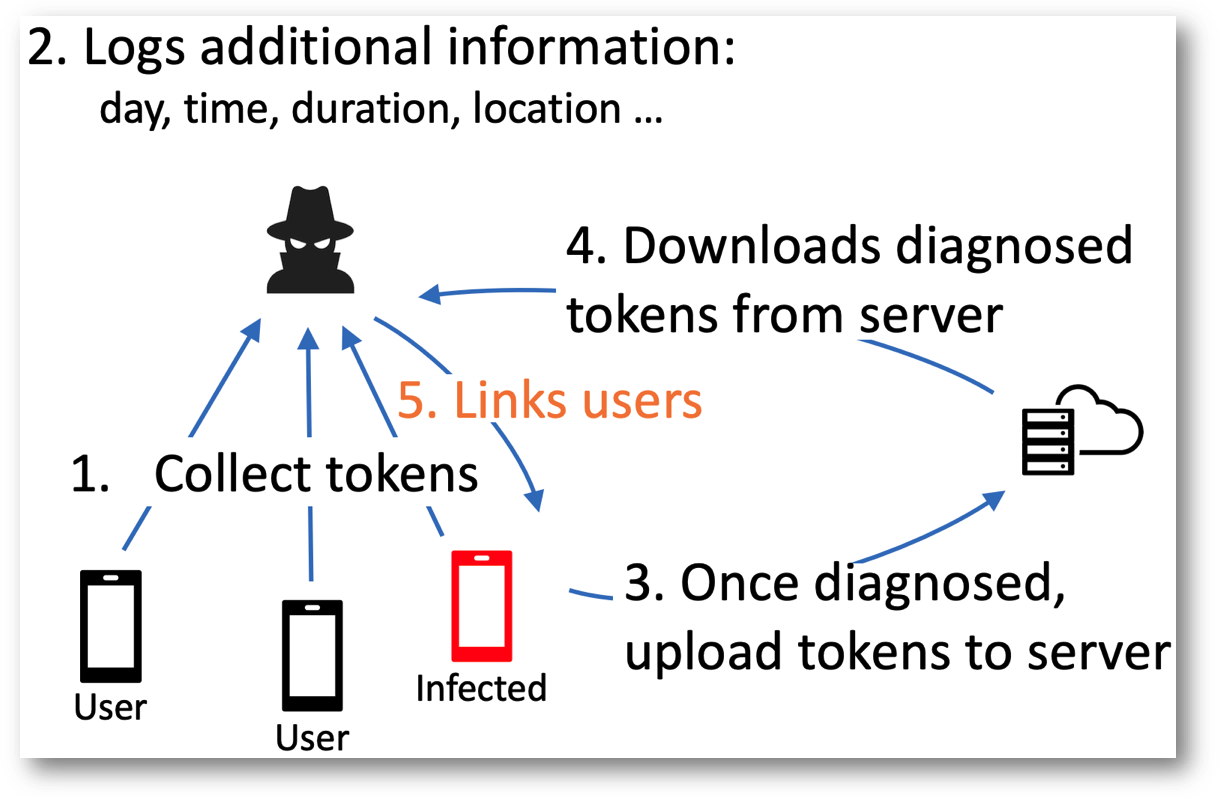 2. Logs additional information:
day, time, duration, location ...
4. Downloads diagnosed
tokens from server
5. Links users
1. Collect tokens
3. Once diagnosed,
upload tokens to server
User
User
Infected